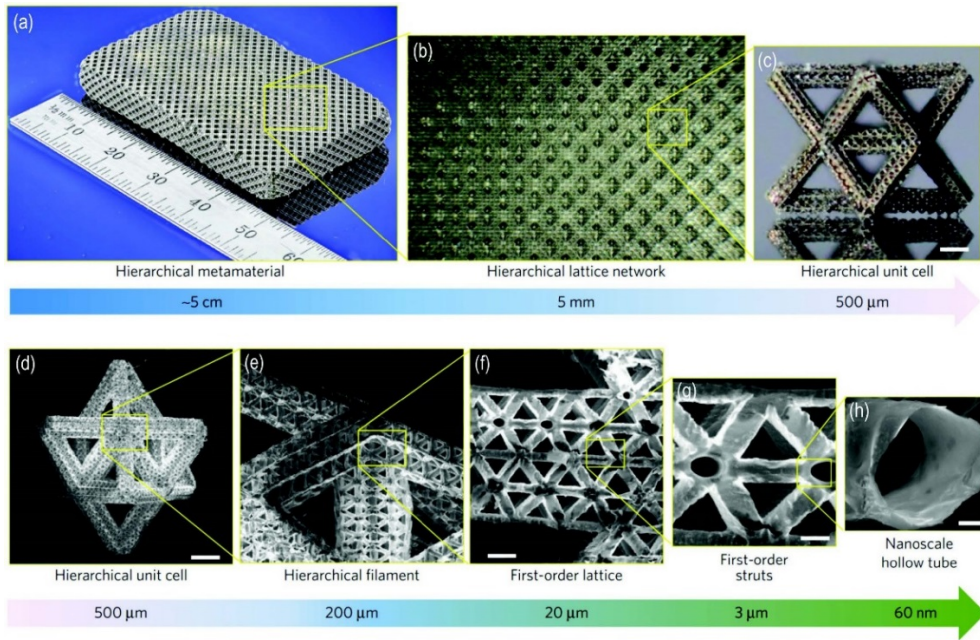 (a)
(b)
(c)
10
20
30
40
50
60
Hierarchical metamaterial
Hierarchical lattice network
Hierarchical unit cell
~5 cm
5 mm
500 μm
(d)
(e)
(f)
(g)
(h)
Hierarchical unit cell
Hierarchical filament
First-order lattice
First-order
struts
Nanoscale
hollow tube
500 μm
200 μm
20 μm
3 μm
60 nm